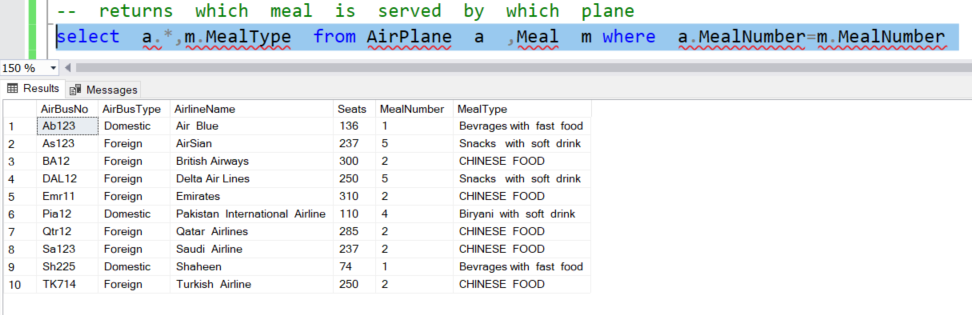 -- returns which meal is served by which plane
select a.*,m.MealType from AirPlane a ,Meal m where a.MealNumber=m.MealNumber
150 %
Results Messages
AirBusNo AirBusType AirlineName Seats MealNumber MealType
1 Ab123 Domestic Air Blue 136 1 Bevrages with fast food
2 As123 Foreign AirSian 237 5 Snacks with soft drink
3 BA12 Foreign British Airways 300 2 CHINESE FOOD
4 DAL12 Foreign Delta Air Lines 250 5 Snacks with soft drink
5 Emr11 Foreign Emirates 310 2 CHINESE FOOD
6 Pia12 Domestic Pakistan International Airline 110 4 Biryani with soft drink
7 Qtr12 Foreign Qatar Airlines 285 2 CHINESE FOOD
8 Sa123 Foreign Saudi Airline 237 2 CHINESE FOOD
9 Sh225 Domestic Shaheen 74 1 Bevrages with fast food
10 TK714 Foreign Turkish Airline 250 2 CHINESE FOOD